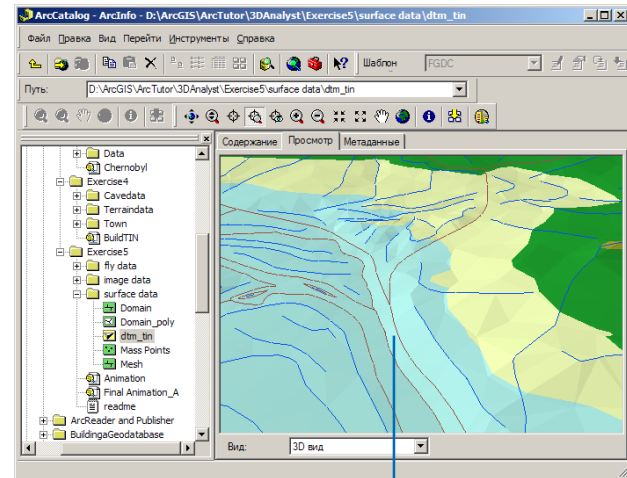 ArcCatalog - ArcInfo - D:\ArcGIS\ArcTutor\3DAnalyst\Exercise5\surface data\dtm_tin
Файл Правка Вид Перейти Инструменты Справка
Шаблон FGDC
Путь: D:\ArcGIS\ArcTutor\3DAnalyst\Exercise5\surface data\dtm_tin
Содержание Просмотр Метаданные
Data
Chernobyl
Exercise4
Cavedata
Terraindata
Town
BuildTIN
Exercise5
fly data
image data
surface data
Domain
Domain_poly
dtm_tin
Mass Points
Mesh
Animation
Final Animation_A
readme
ArcReader and Publisher
BuildingaGeodatabase
Вид: 3D вид